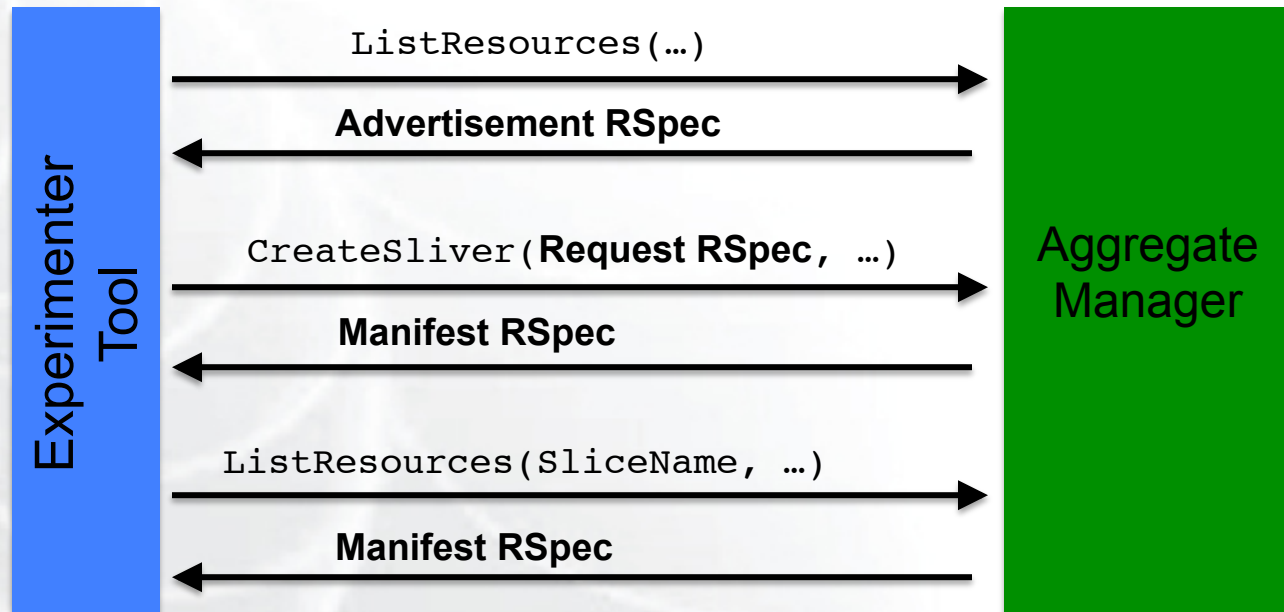 Experimenter
Tool
ListResources(…)
Advertisement RSpec
CreateSliver(Request RSpec, …)
Manifest RSpec
ListResources(SliceName, …)
Manifest RSpec
Aggregate
Manager